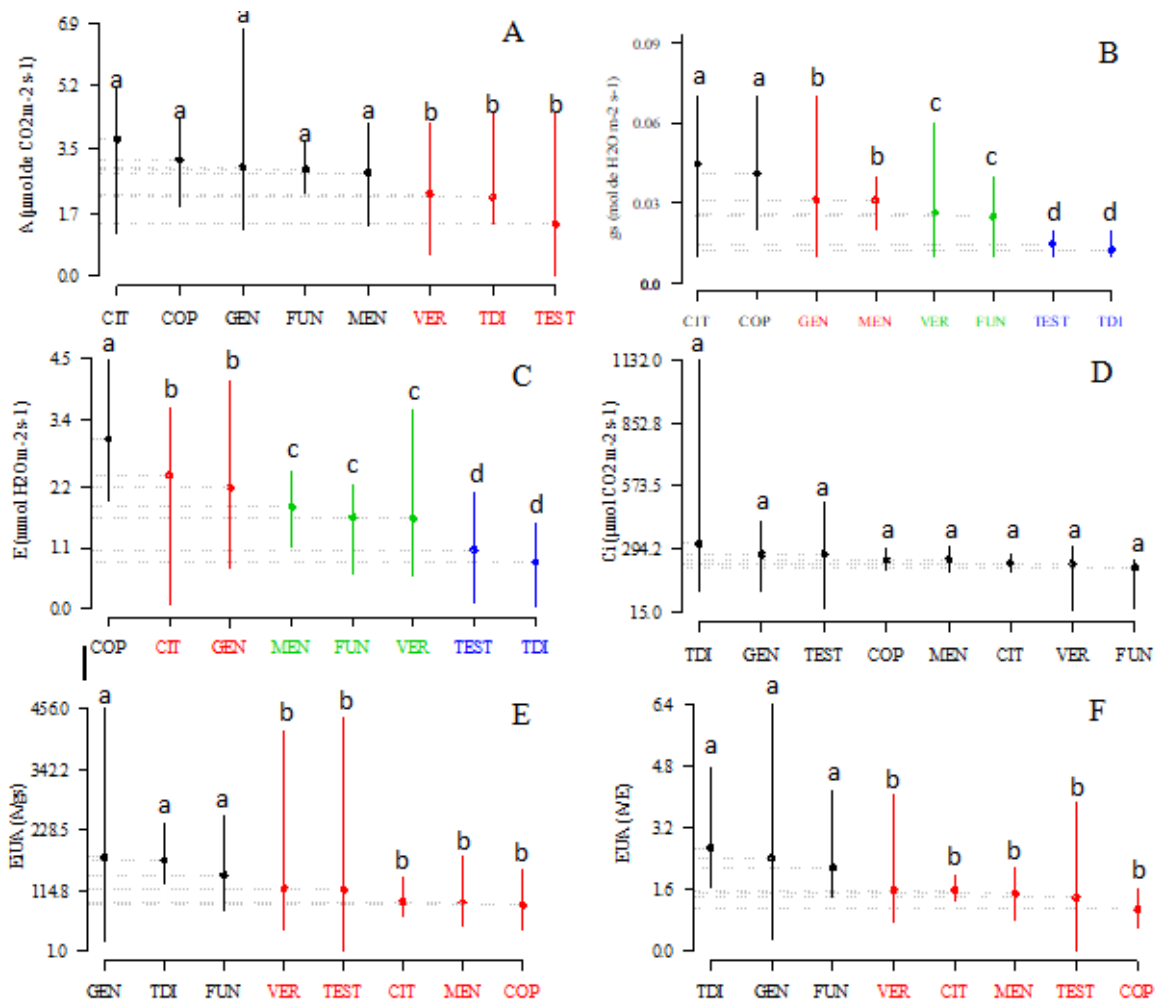 A
A (µmol de CO2 m-2 s-1)
6.9
5.2
3.5
1.7
0.0
a a a a a b b b
CIT COP GEN FUN MEN VER TDI TEST
B
gs (mol de H2O m-2 s-1)
0.09
0.06
0.03
0.0
a a b b c c d d
CIT COP GEN MEN VER FUN TEST TDI
C
E (mmol H2O m-2 s-1)
4.5
3.4
2.2
1.1
0.0
a b b c c c d d
COP CIT GEN MEN FUN VER TEST TDI
D
Ci (µmol CO2 m-2 s-1)
1132.0
852.8
573.5
294.2
15.0
a a a a a a a a
TDI GEN TEST COP MEN CIT VER FUN
E
EUA (A/gs)
456.0
342.2
228.5
114.8
1.0
a a a b b b b b
GEN TDI FUN VER TEST CIT MEN COP
F
EUA (A/E)
6.4
4.8
3.2
1.6
0.0
a a a b b b b b
TDI GEN FUN VER CIT MEN TEST COP